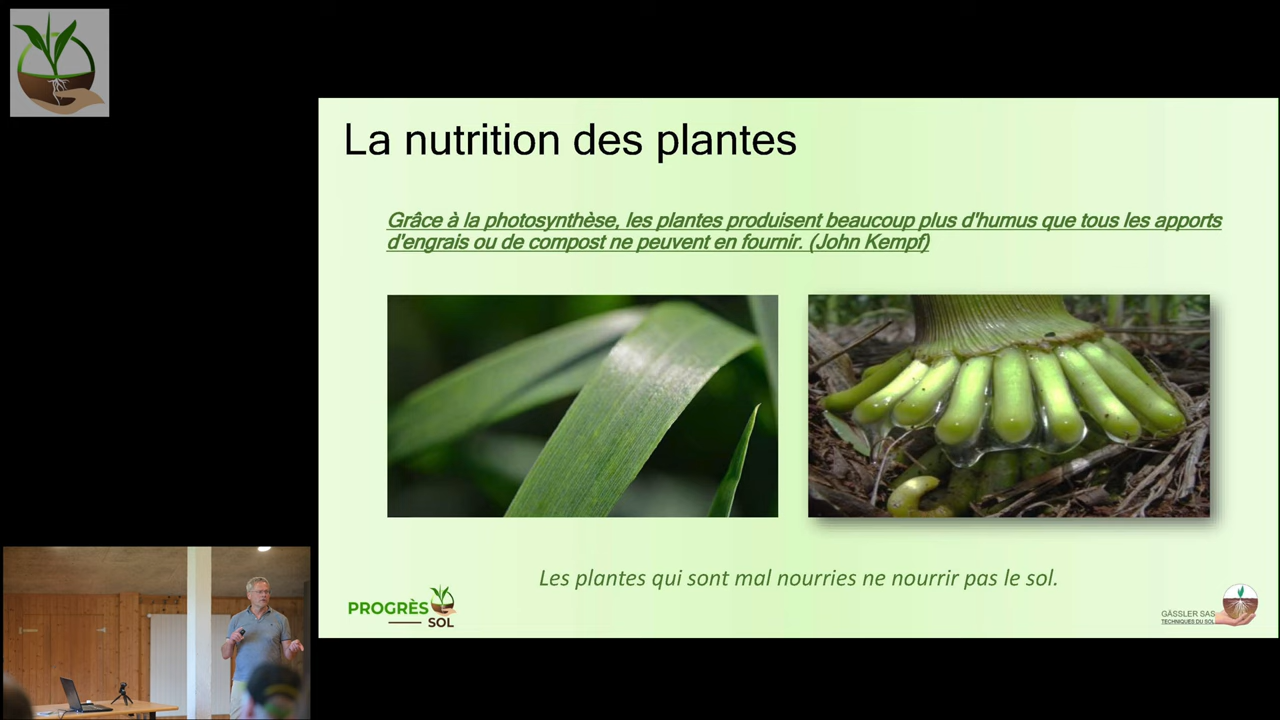 La nutrition des plantes
Grâce à la photosynthèse, les plantes produisent beaucoup plus d'humus que tous les apports
d'engrais ou de compost ne peuvent en fournir. (John Kempf)
Les plantes qui sont mal nourries ne nourrir pas le sol.
PROGRÈS
SOL
GÄSSLER SAS
TECHNIQUES DU SOL